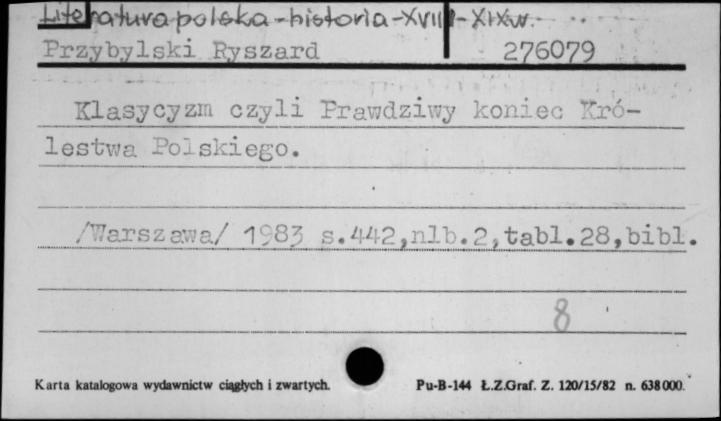 Literatura polska - historia - XVIII - XIX w.
Przybylski Ryszard 276079
Klasycyzm czyli Prawdziwy koniec Kró-
lestwa Polskiego.
/Warszawa/ 1983 s.442,nlb.2,tabl.28,bibl.
8
Karta katalogowa wydawnictw ciągłych i zwartych. Pu-B-144 Ł.Z.Graf. Z. 120/15/82 n. 638000.